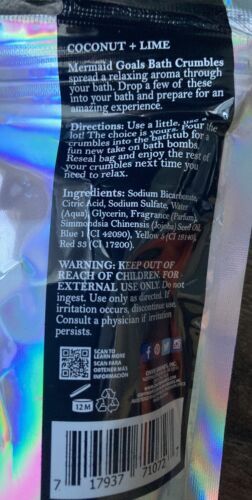 COCONUT + LIME
Mermaid Goals Bath Crumbles
spread a relaxing aroma through
your bath. Drop a few of these
into your bath and prepare for an
amazing experience.
Directions: Use a little, use a
lot! The choice is yours. Pour the
crumbles into the bathtub for a
fun new take on bath bombs.
Reseal bag and enjoy the rest of
your crumbles next time you
need to relax.
Ingredients: Sodium Bicarbonate,
Citric Acid, Sodium Sulfate, Water
(Aqua), Glycerin, Fragrance (Parfum),
Simmondsia Chinensis (Jojoba) Seed Oil,
Blue 1 (CI 42090), Yellow 5 (CI 19140),
Red 33 (CI 17200).
WARNING: KEEP OUT OF
REACH OF CHILDREN. FOR
EXTERNAL USE ONLY. Do not
ingest. Use only as directed. If
irritation occurs, discontinue use.
Consult a physician if irritation
persists.
SCAN TO
LEARN MORE
SCAN PARA
OBTENER
MÁS INFORMACIÓN
12 M
7 17937 71072